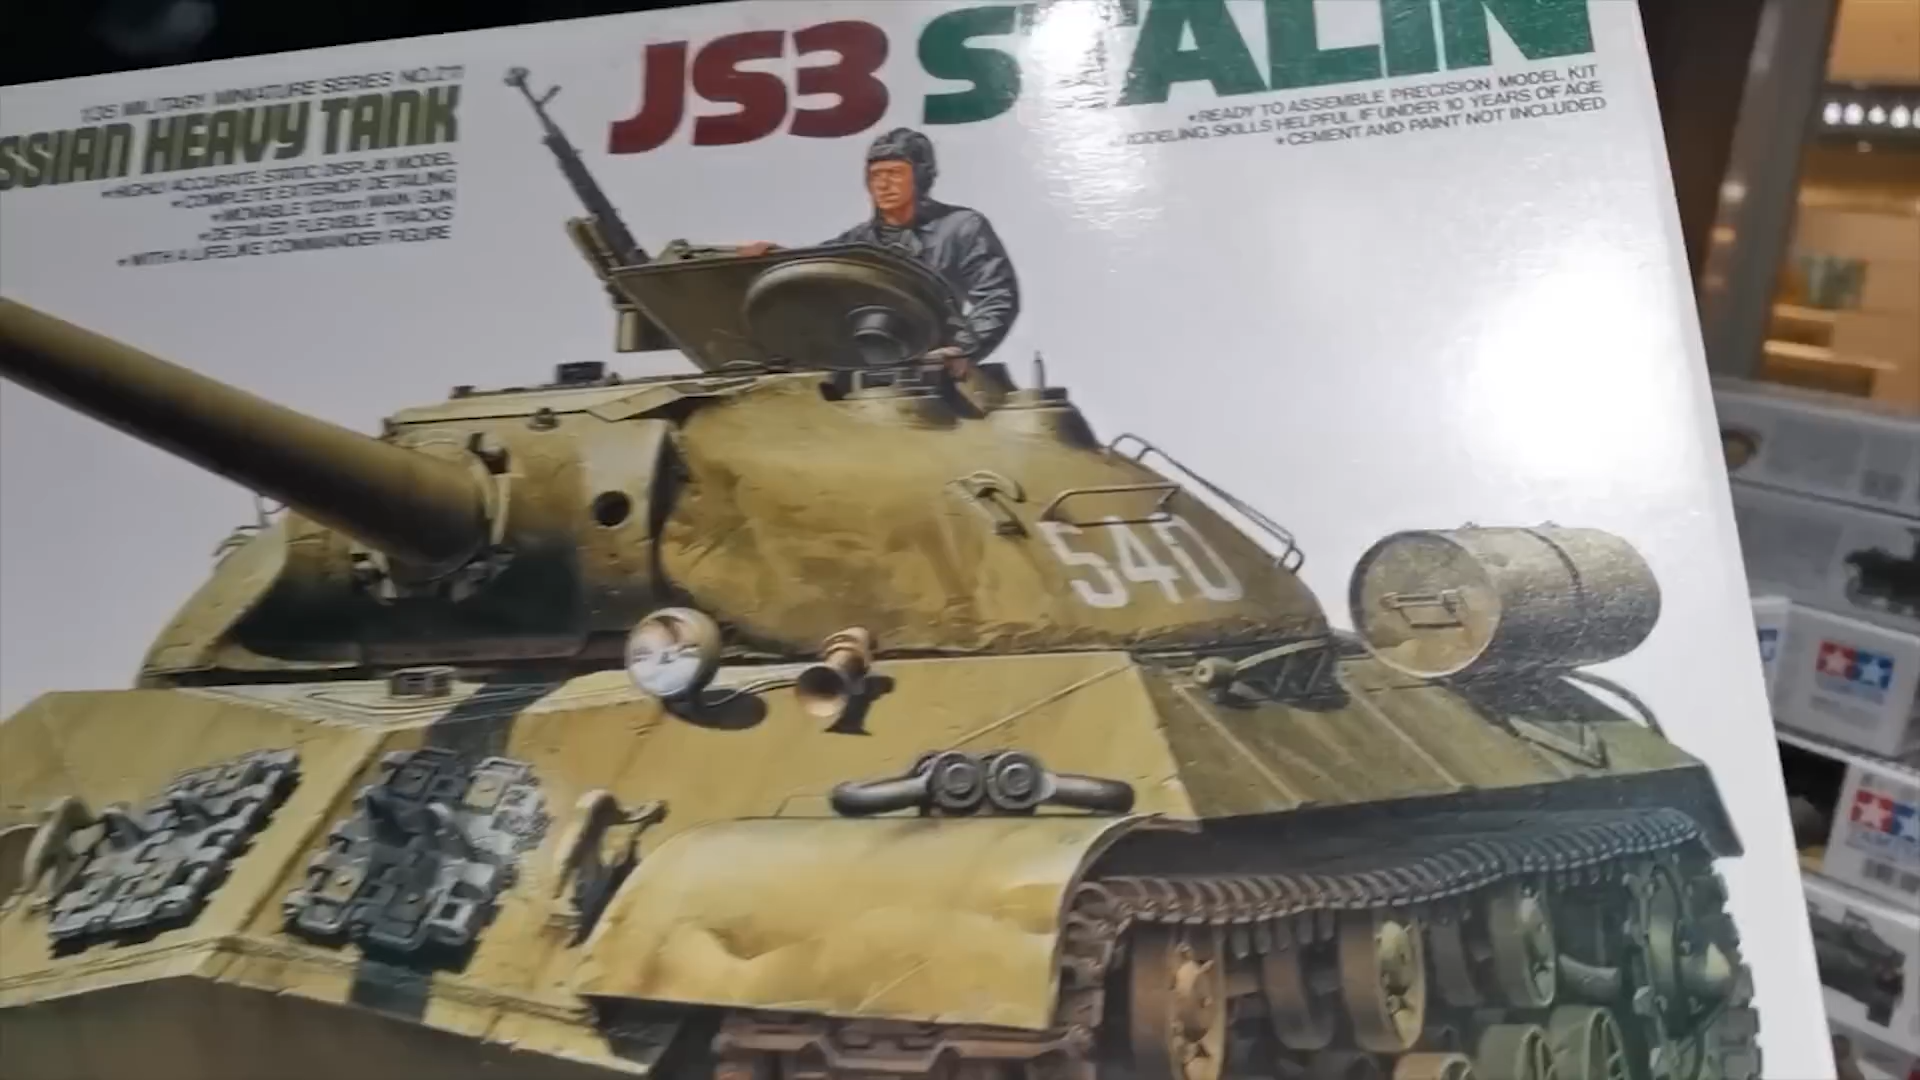 1/35 MILITARY MINIATURE SERIES NO.211
SSIAN HEAVY TANK
★HIGHLY ACCURATE STATIC DISPLAY MODEL
★COMPLETE EXTERIOR DETAILING
★MOVABLE 122mm MAIN GUN
★DETAILED FLEXIBLE TRACKS
★WITH A LIFELIKE COMMANDER FIGURE
JS3 STALIN
★READY TO ASSEMBLE PRECISION MODEL KIT
MODELING SKILLS HELPFUL IF UNDER 10 YEARS OF AGE
★CEMENT AND PAINT NOT INCLUDED
540